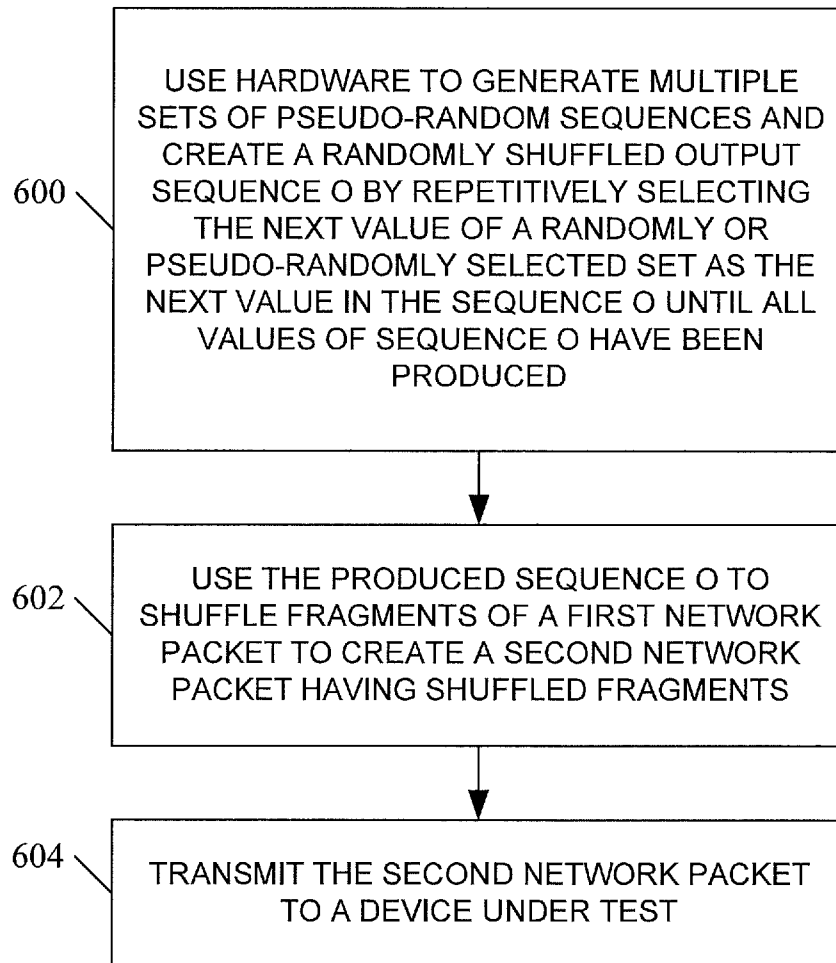 USE HARDWARE TO GENERATE MULTIPLE
SETS OF PSEUDO-RANDOM SEQUENCES AND
CREATE A RANDOMLY SHUFFLED OUTPUT
SEQUENCE O BY REPETITIVELY SELECTING
THE NEXT VALUE OF A RANDOMLY OR
PSEUDO-RANDOMLY SELECTED SET AS THE
NEXT VALUE IN THE SEQUENCE O UNTIL ALL
VALUES OF SEQUENCE O HAVE BEEN
PRODUCED
600
USE THE PRODUCED SEQUENCE O TO
SHUFFLE FRAGMENTS OF A FIRST NETWORK
PACKET TO CREATE A SECOND NETWORK
PACKET HAVING SHUFFLED FRAGMENTS
602
TRANSMIT THE SECOND NETWORK PACKET
TO A DEVICE UNDER TEST
604